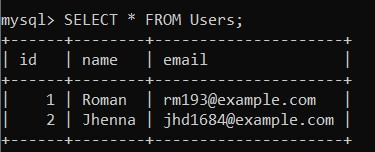 mysql> SELECT * FROM Users;
+------+--------+---------------------+
| id   | name   | email               |
+------+--------+---------------------+
|    1 | Roman  | rm193@example.com   |
|    2 | Jhenna | jhd1684@example.com |
+------+--------+---------------------+